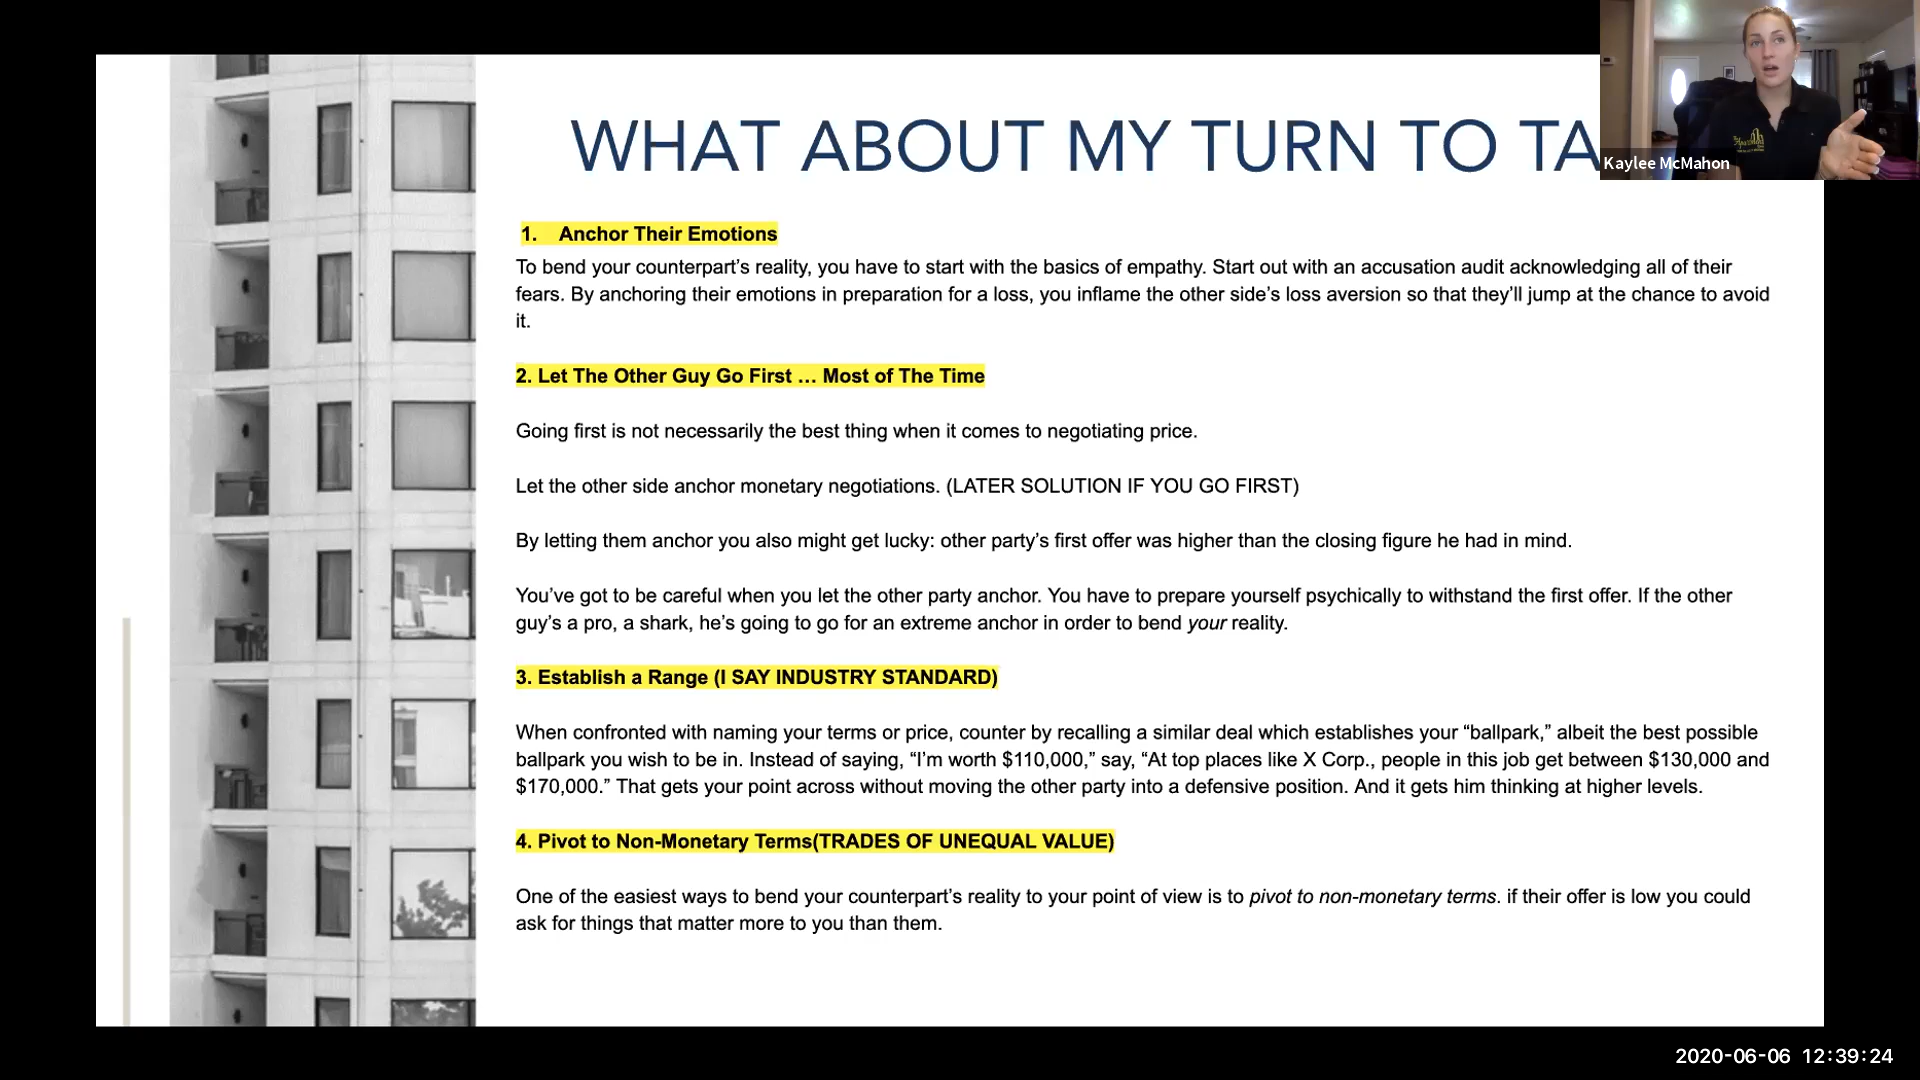 WHAT ABOUT MY TURN TO TA
Kaylee McMahon
1. Anchor Their Emotions
To bend your counterpart’s reality, you have to start with the basics of empathy. Start out with an accusation audit acknowledging all of their
fears. By anchoring their emotions in preparation for a loss, you inflame the other side’s loss aversion so that they’ll jump at the chance to avoid
it.
2. Let The Other Guy Go First … Most of The Time
Going first is not necessarily the best thing when it comes to negotiating price.
Let the other side anchor monetary negotiations. (LATER SOLUTION IF YOU GO FIRST)
By letting them anchor you also might get lucky: other party’s first offer was higher than the closing figure he had in mind.
You’ve got to be careful when you let the other party anchor. You have to prepare yourself psychically to withstand the first offer. If the other
guy’s a pro, a shark, he’s going to go for an extreme anchor in order to bend your reality.
3. Establish a Range (I SAY INDUSTRY STANDARD)
When confronted with naming your terms or price, counter by recalling a similar deal which establishes your “ballpark,” albeit the best possible
ballpark you wish to be in. Instead of saying, “I’m worth $110,000,” say, “At top places like X Corp., people in this job get between $130,000 and
$170,000.” That gets your point across without moving the other party into a defensive position. And it gets him thinking at higher levels.
4. Pivot to Non-Monetary Terms(TRADES OF UNEQUAL VALUE)
One of the easiest ways to bend your counterpart’s reality to your point of view is to pivot to non-monetary terms. if their offer is low you could
ask for things that matter more to you than them.
2020-06-06 12:39:24